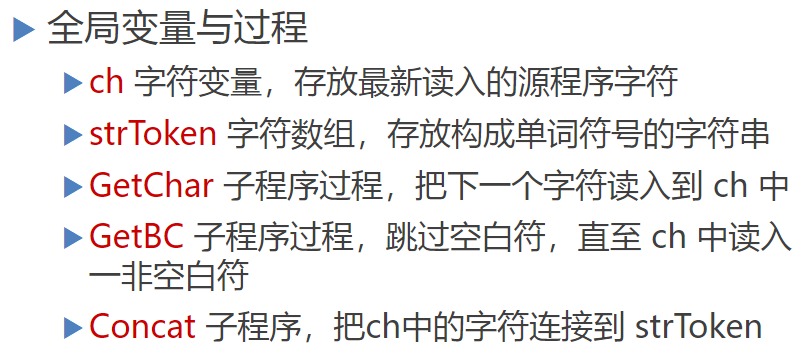 全局变量与过程
ch 字符变量，存放最新读入的源程序字符
strToken 字符数组，存放构成单词符号的字符串
GetChar 子程序过程，把下一个字符读入到 ch 中
GetBC 子程序过程，跳过空白符，直至 ch 中读入
一非空白符
Concat 子程序，把ch中的字符连接到 strToken